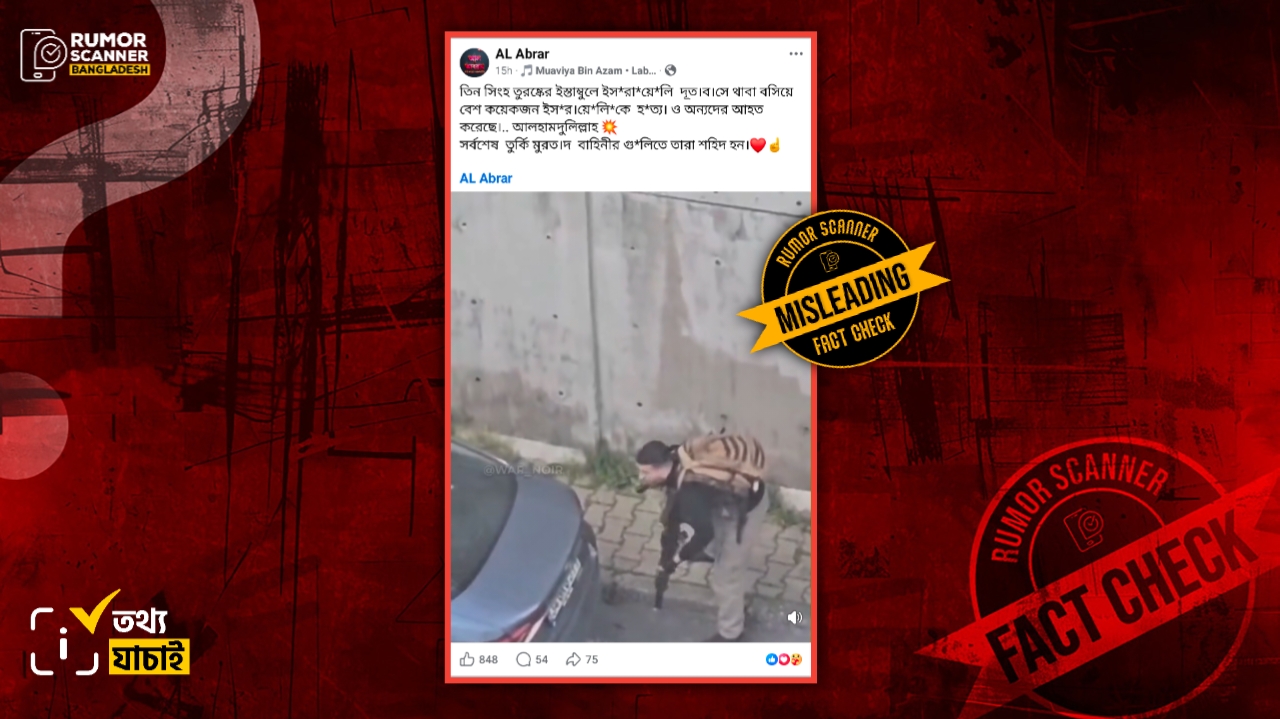 RUMOR
SCANNER
BANGLADESH
AL Abrar
15h · Muaviya Bin Azam • Lab... ·
তিন সিংহ তুরষ্কের ইস্তাম্বুলে ইস*রা*য়ে*লি দূত।ব।সে থাবা বসিয়ে
বেশ কয়েকজন ইস*র।য়ে*লি*কে হ*ত্য। ও অন্যদের আহত
করেছে।.. আলহামদুলিল্লাহ 💥
সর্বশেষ তুর্কি মুরত।দ বাহিনীর গু*লিতে তারা শহিদ হন।❤️☝️
AL Abrar
RUMOR SCANNER
MISLEADING
FACT CHECK
@WAR_NOIR
848 54 75
RUMOR SCANNER
FACT CHECK
i তথ্য
যাচাই